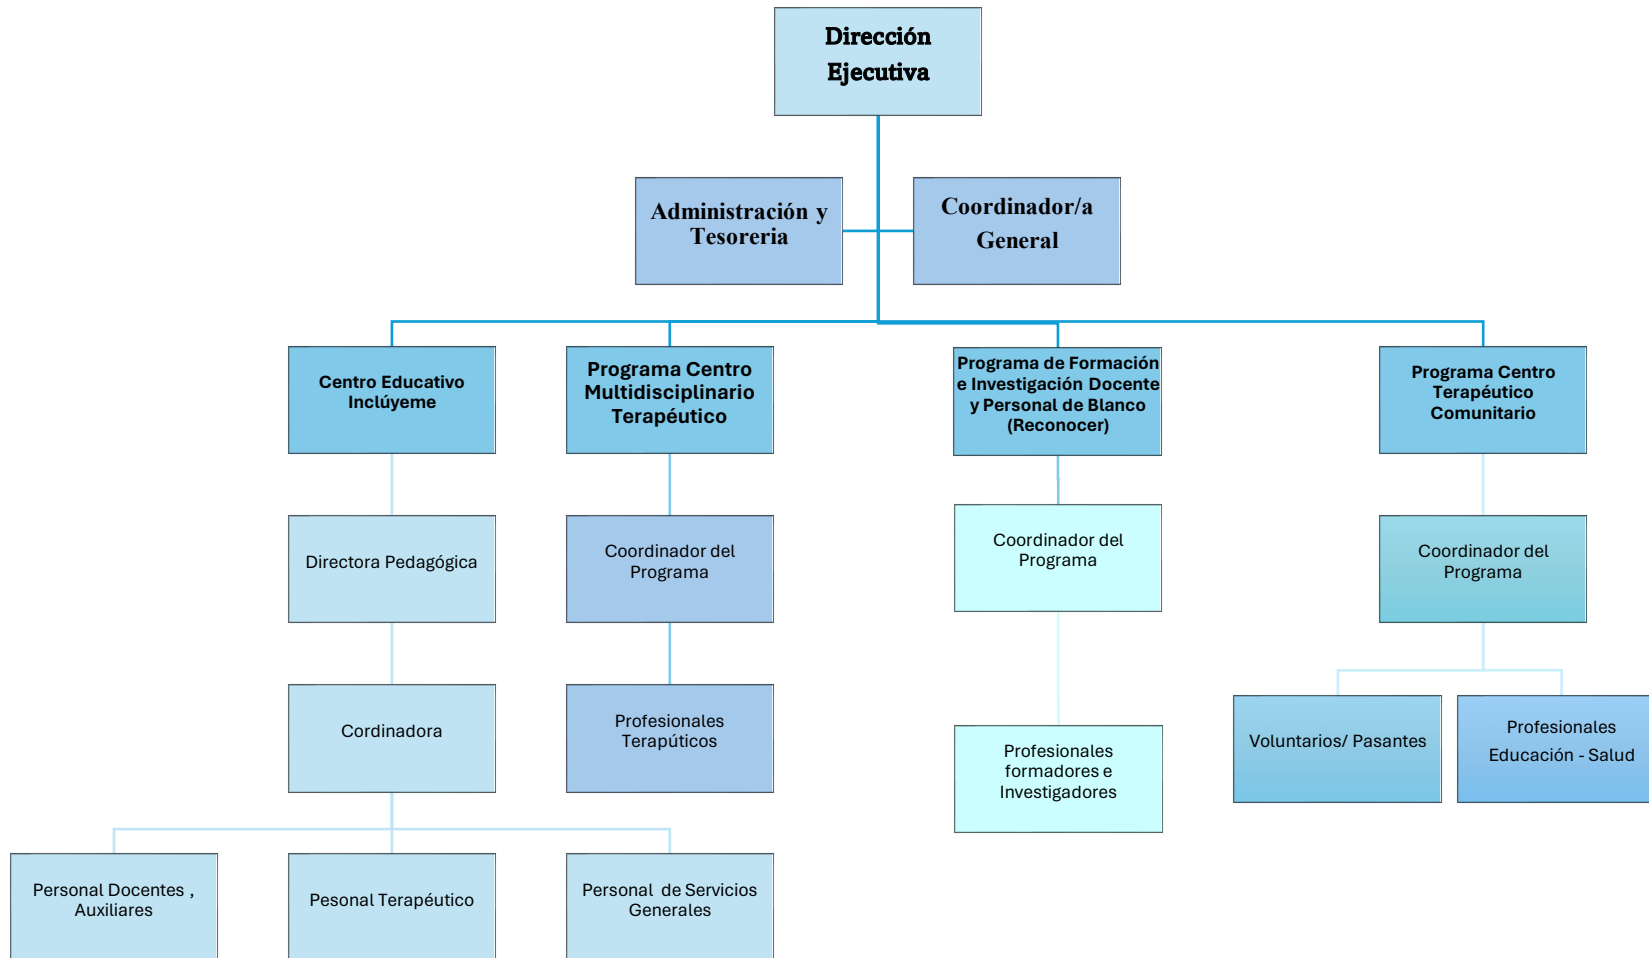 Dirección
Ejecutiva
Administración y
Tesoreria
Coordinador/a
General
Centro Educativo
Inclúyeme
Programa Centro
Multidisciplinario
Terapéutico
Programa de Formación
e Investigación Docente
y Personal de Blanco
(Reconocer)
Programa Centro
Terapéutico
Comunitario
Directora Pedagógica
Coordinador del
Programa
Coordinador del
Programa
Coordinador del
Programa
Cordinadora
Profesionales
Terapúticos
Profesionales
formadores e
Investigadores
Voluntarios/ Pasantes
Profesionales
Educación - Salud
Personal Docentes ,
Auxiliares
Pesonal Terapéutico
Personal  de Servicios
Generales